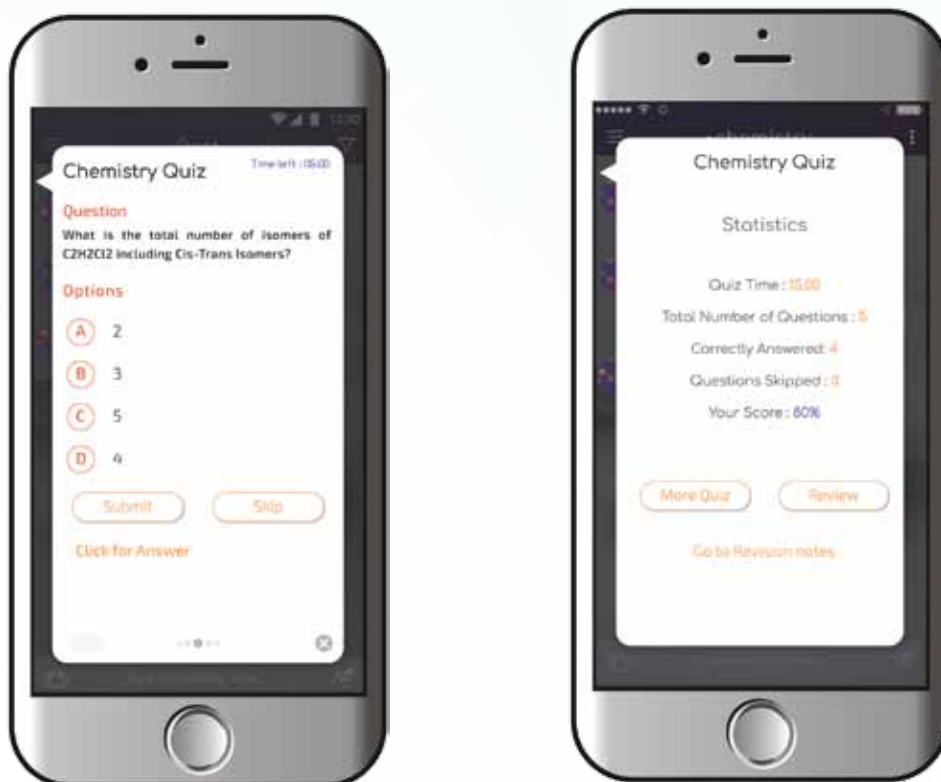 12:30
Chemistry Quiz
Time left : 05:00
Question
What is the total number of isomers of
C2H2Cl2 including Cis-Trans Isomers?
Options
A 2
B 3
C 5
D 4
Submit Skip
Click for Answer
chemistry
Chemistry Quiz
Statistics
Quiz Time : 15:00
Total Number of Questions : 5
Correctly Answered: 4
Questions Skipped : 0
Your Score : 80%
More Quiz Review
Go to Revision notes